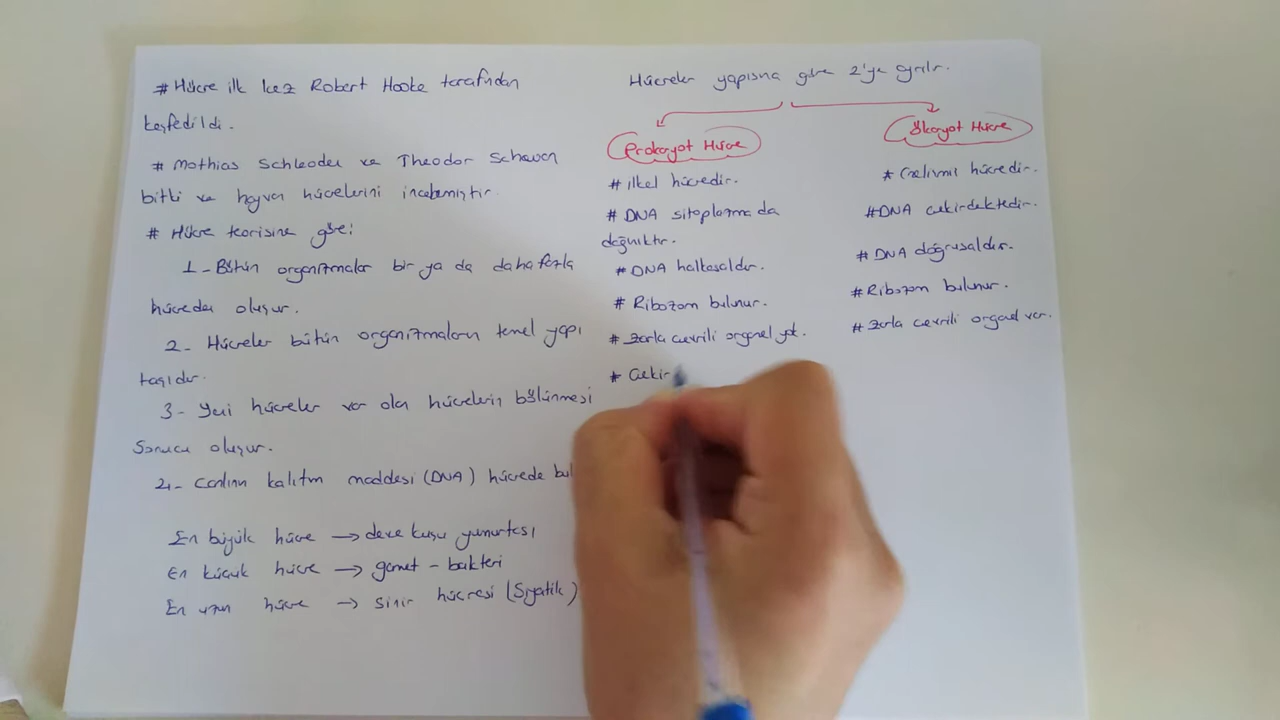 # Hücre ilk kez Robert Hooke tarafından
keşfedildi.
# Mathias Schleiden ve Theodor Schwan
bitki ve hayvan hücrelerini incelemiştir.
# Hücre teorisine göre;
1- Bütün organizmalar bir ya da daha fazla
hücreden oluşur.
2- Hücreler bütün organizmaların temel yapı
taşıdır.
3- Yeni hücreler var olan hücrelerin bölünmesi
sonucu oluşur.
4- Canlının kalıtım maddesi (DNA) hücrede bul
En büyük hücre → deve kuşu yumurtası
En küçük hücre → gamet - bakteri
En uzun hücre → sinir hücresi (Siyatik)
Hücreler yapısına göre 2'ye ayrılır.
Prokaryot Hücre
# ilkel hücredir.
# DNA sitoplazmada
dağınıktır.
# DNA halkasaldır.
# Ribozom bulunur.
# Zarla çevrili organel yok.
* Çekir
Ökaryot Hücre
* Gelişmiş hücredir.
# DNA çekirdektedir.
# DNA doğrusaldır.
# Ribozom bulunur.
# Zarla çevrili organel var.